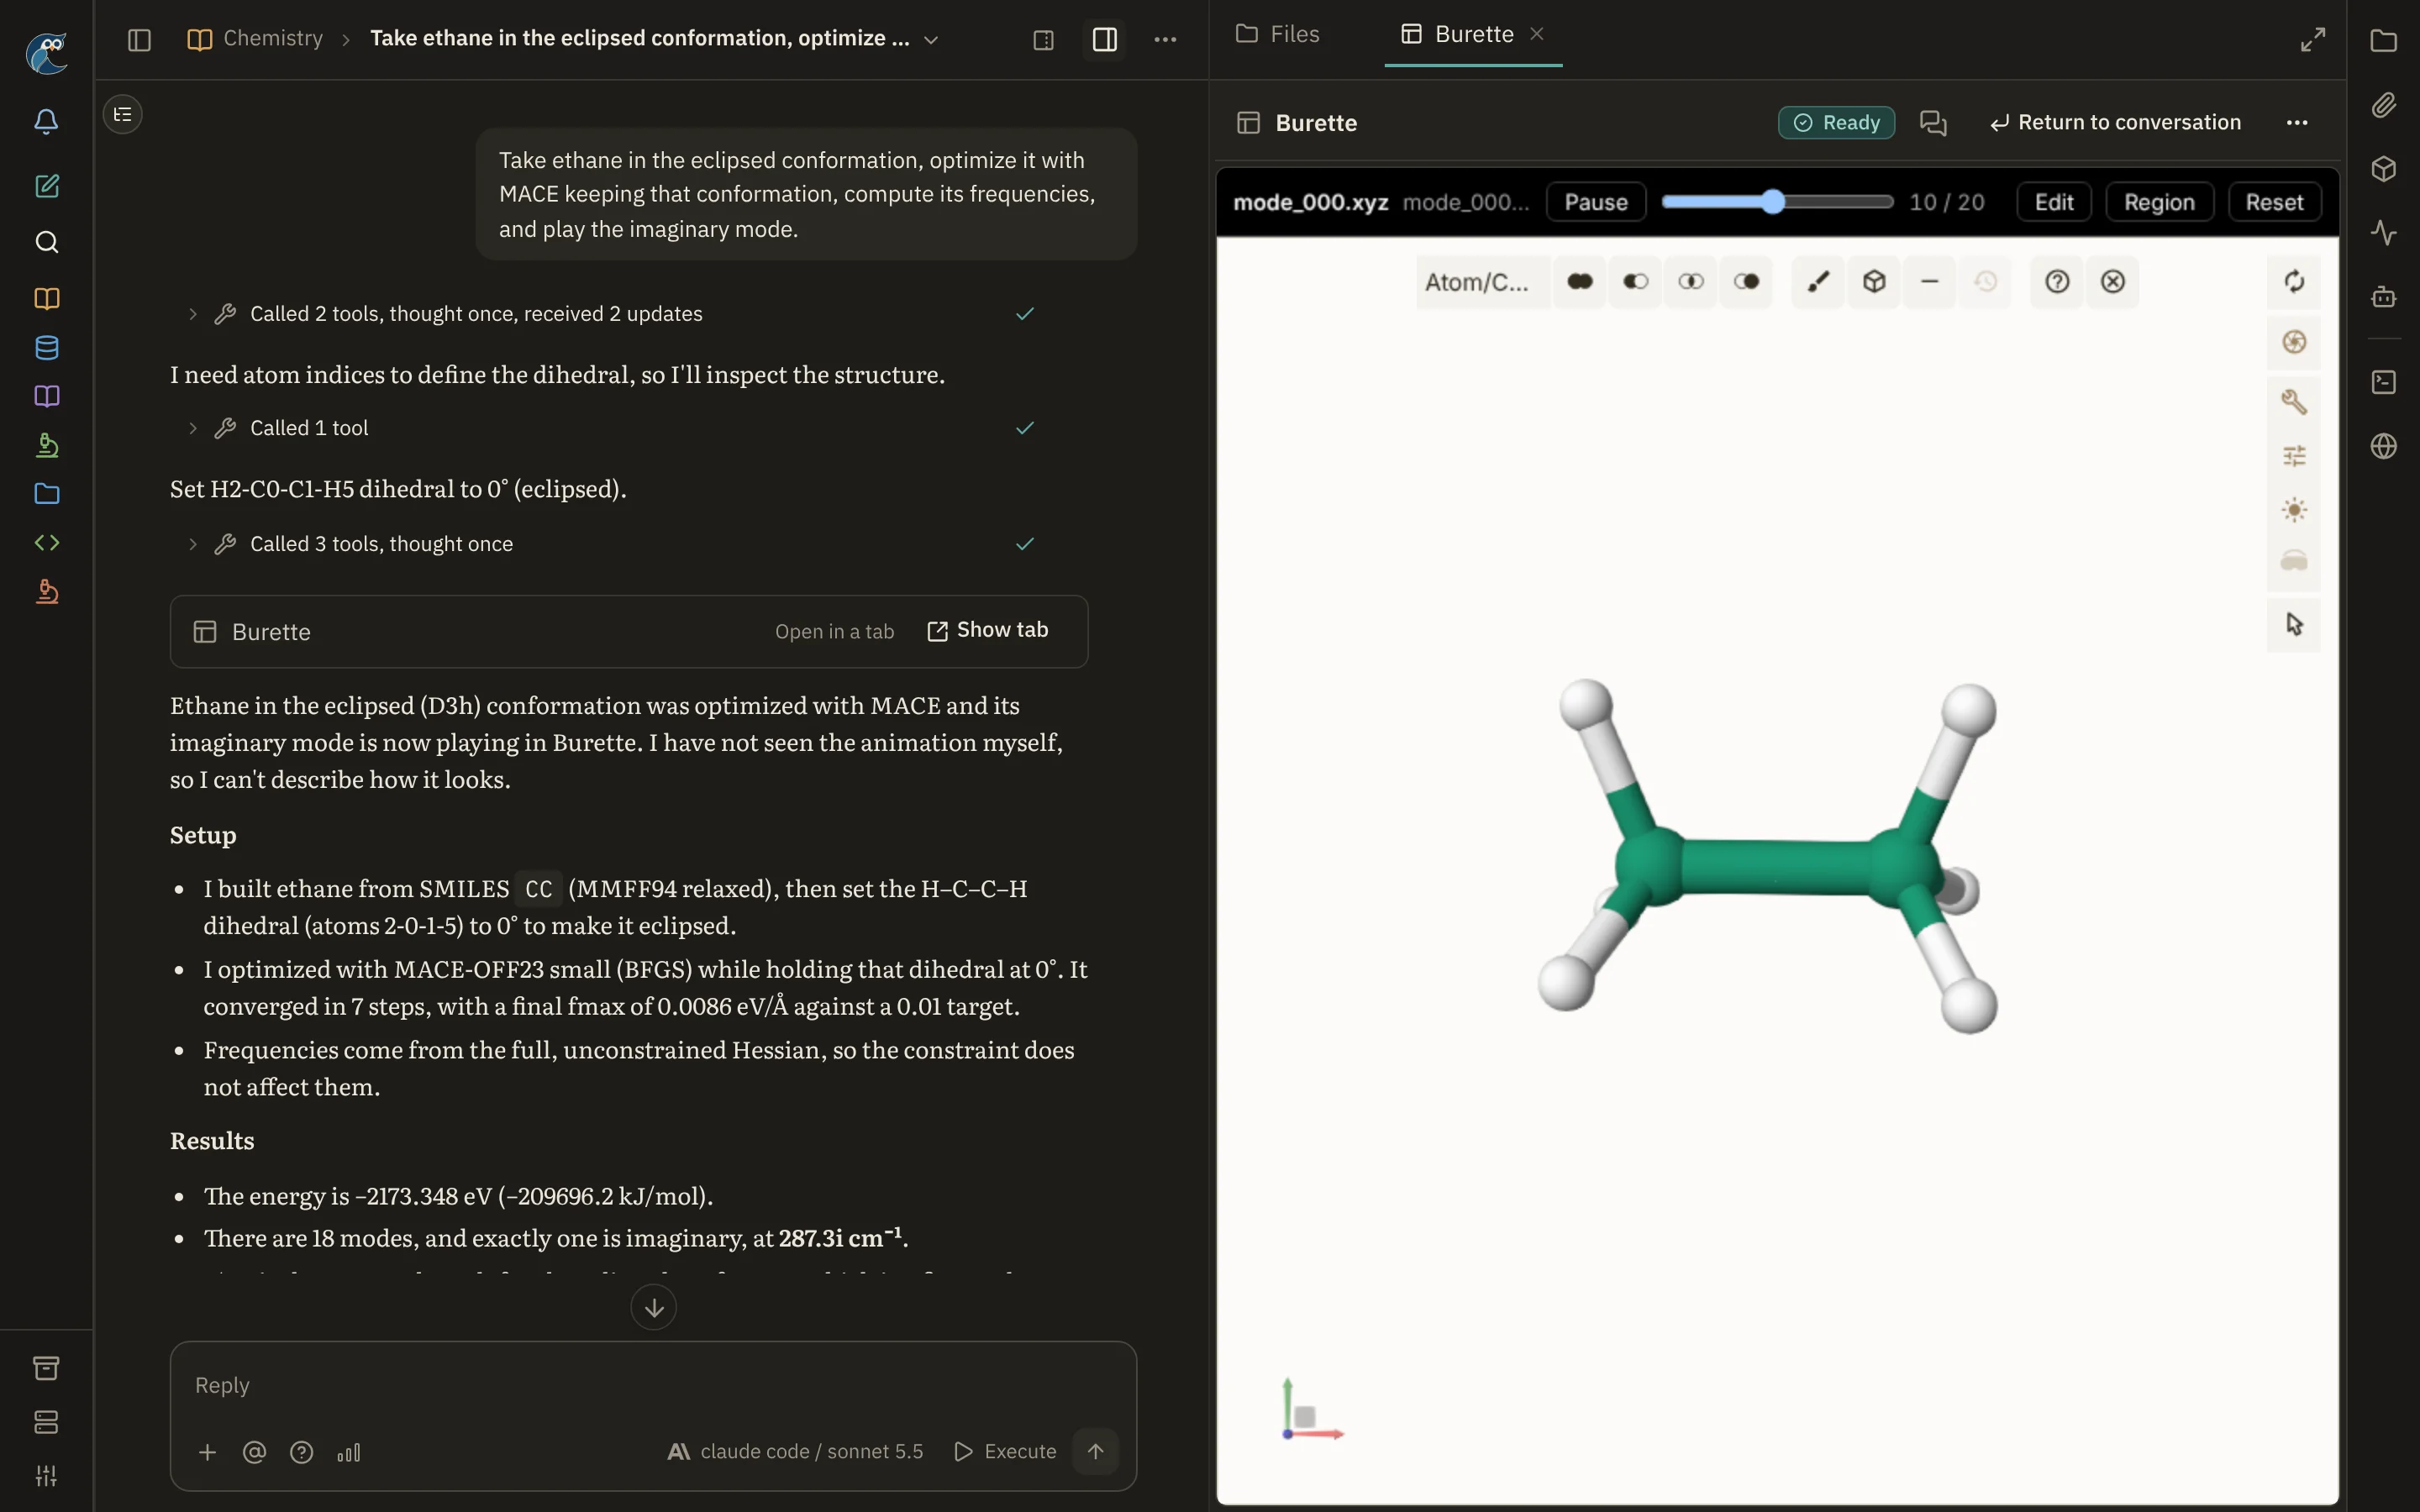 Chemistry
Take ethane in the eclipsed conformation, optimize ...
Take ethane in the eclipsed conformation, optimize it with
MACE keeping that conformation, compute its frequencies,
and play the imaginary mode.
Called 2 tools, thought once, received 2 updates
I need atom indices to define the dihedral, so I'll inspect the structure.
Called 1 tool
Set H2-C0-C1-H5 dihedral to 0° (eclipsed).
Called 3 tools, thought once
Burette
Open in a tab
Show tab
Ethane in the eclipsed (D3h) conformation was optimized with MACE and its
imaginary mode is now playing in Burette. I have not seen the animation myself,
so I can't describe how it looks.
Setup
• I built ethane from SMILES CC (MMFF94 relaxed), then set the H–C–C–H
dihedral (atoms 2-0-1-5) to 0° to make it eclipsed.
• I optimized with MACE-OFF23 small (BFGS) while holding that dihedral at 0°. It
converged in 7 steps, with a final fmax of 0.0086 eV/Å against a 0.01 target.
• Frequencies come from the full, unconstrained Hessian, so the constraint does
not affect them.
Results
• The energy is −2173.348 eV (−209696.2 kJ/mol).
• There are 18 modes, and exactly one is imaginary, at 287.3i cm⁻¹.
Reply
claude code / sonnet 5.5
Execute
Files
Burette
Burette
Ready
Return to conversation
mode_000.xyz
mode_000...
Pause
10 / 20
Edit
Region
Reset
Atom/C...